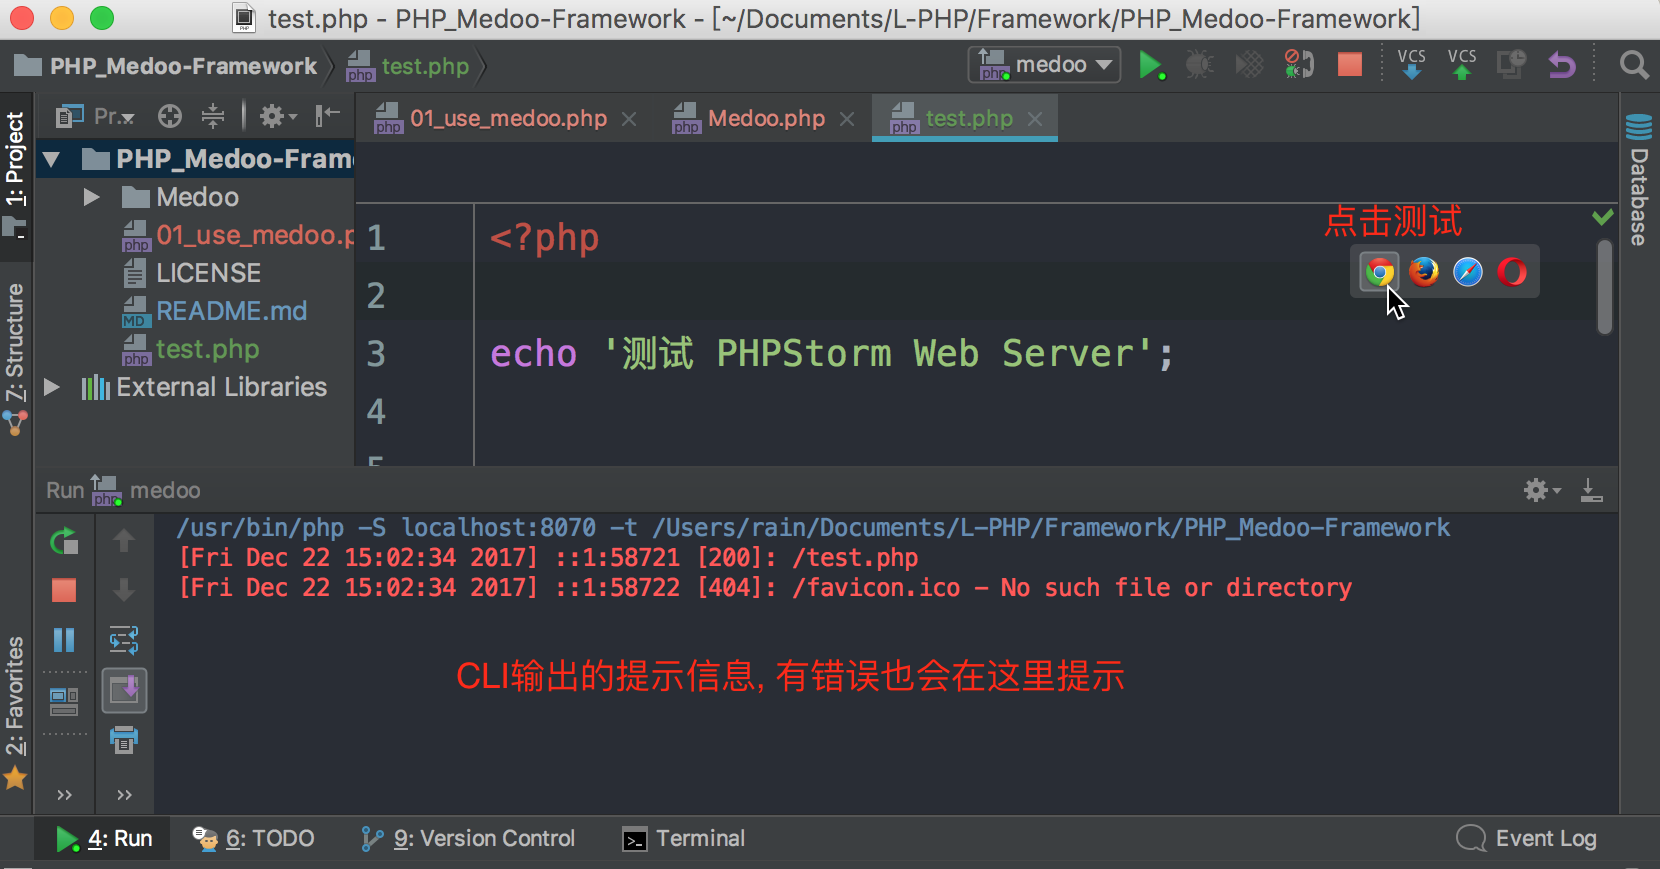 test.php - PHP_Medoo-Framework - [~/Documents/L-PHP/Framework/PHP_Medoo-Framework]
PHP_Medoo-Framework
test.php
medoo
VCS
VCS
1: Project
7: Structure
2: Favorites
Pr...
PHP_Medoo-Fram
Medoo
01_use_medoo.p
LICENSE
README.md
test.php
External Libraries
01_use_medoo.php
Medoo.php
test.php
Database
点击测试
1 <?php
2
3 echo '测试 PHPStorm Web Server';
4
5
Run medoo
/usr/bin/php -S localhost:8070 -t /Users/rain/Documents/L-PHP/Framework/PHP_Medoo-Framework
[Fri Dec 22 15:02:34 2017] ::1:58721 [200]: /test.php
[Fri Dec 22 15:02:34 2017] ::1:58722 [404]: /favicon.ico - No such file or directory
CLI输出的提示信息, 有错误也会在这里提示
4: Run
6: TODO
9: Version Control
Terminal
Event Log